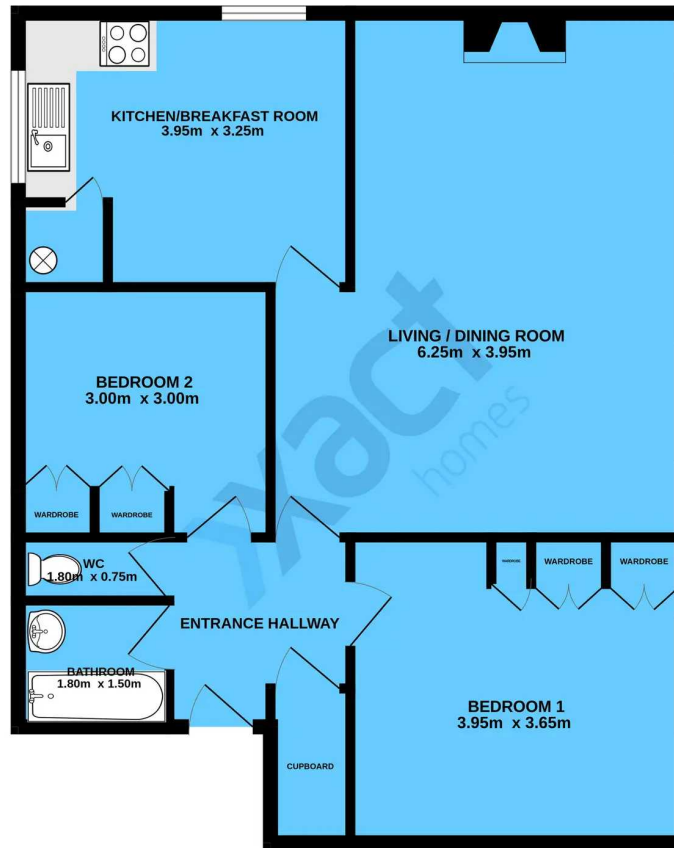 KITCHEN/BREAKFAST ROOM
3.95m x 3.25m
LIVING / DINING ROOM
6.25m x 3.95m
BEDROOM 2
3.00m x 3.00m
WARDROBE
WARDROBE
WC
1.80m x 0.75m
WARDROBE
WARDROBE
WARDROBE
ENTRANCE HALLWAY
BATHROOM
1.80m x 1.50m
BEDROOM 1
3.95m x 3.65m
CUPBOARD
xact
homes